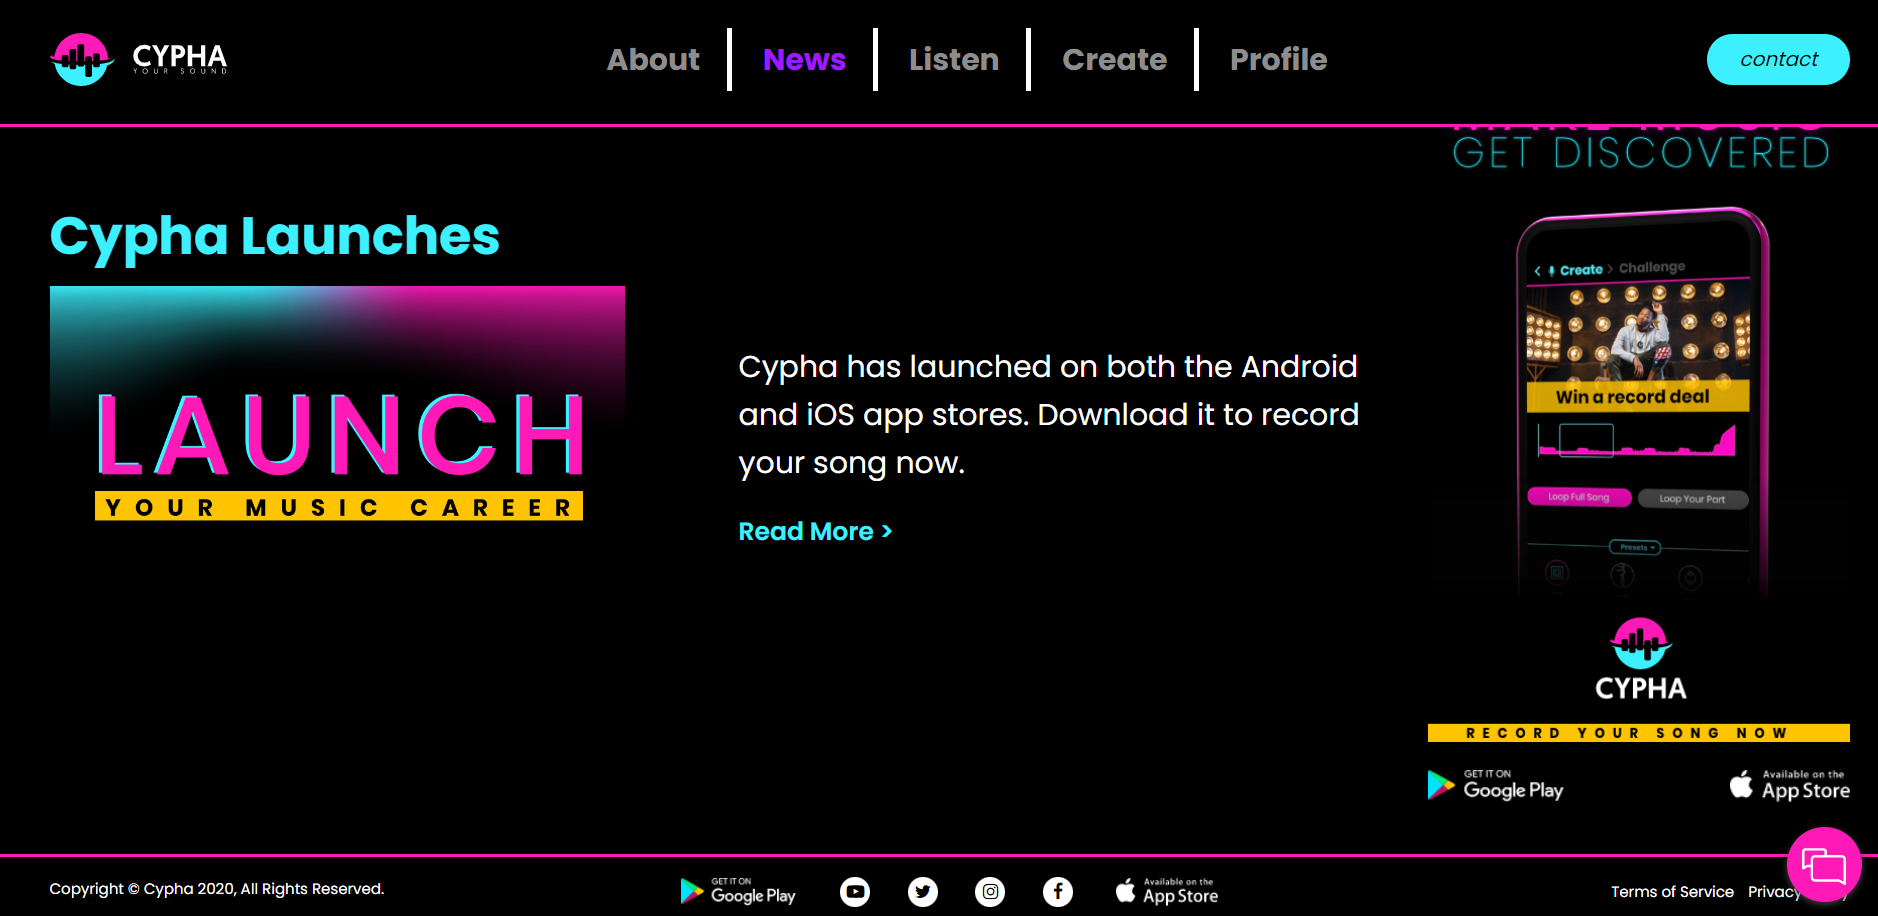 CYPHA
YOUR SOUND
About
News
Listen
Create
Profile
contact
GET DISCOVERED
Cypha Launches
LAUNCH
YOUR MUSIC CAREER
Cypha has launched on both the Android
and iOS app stores. Download it to record
your song now.
Read More >
< Create > Challenge
Win a record deal
Loop Full Song
Loop Your Part
Presets
CYPHA
RECORD YOUR SONG NOW
GET IT ON
Google Play
Available on the
App Store
Copyright © Cypha 2020, All Rights Reserved.
GET IT ON
Google Play
Available on the
App Store
Terms of Service
Privacy